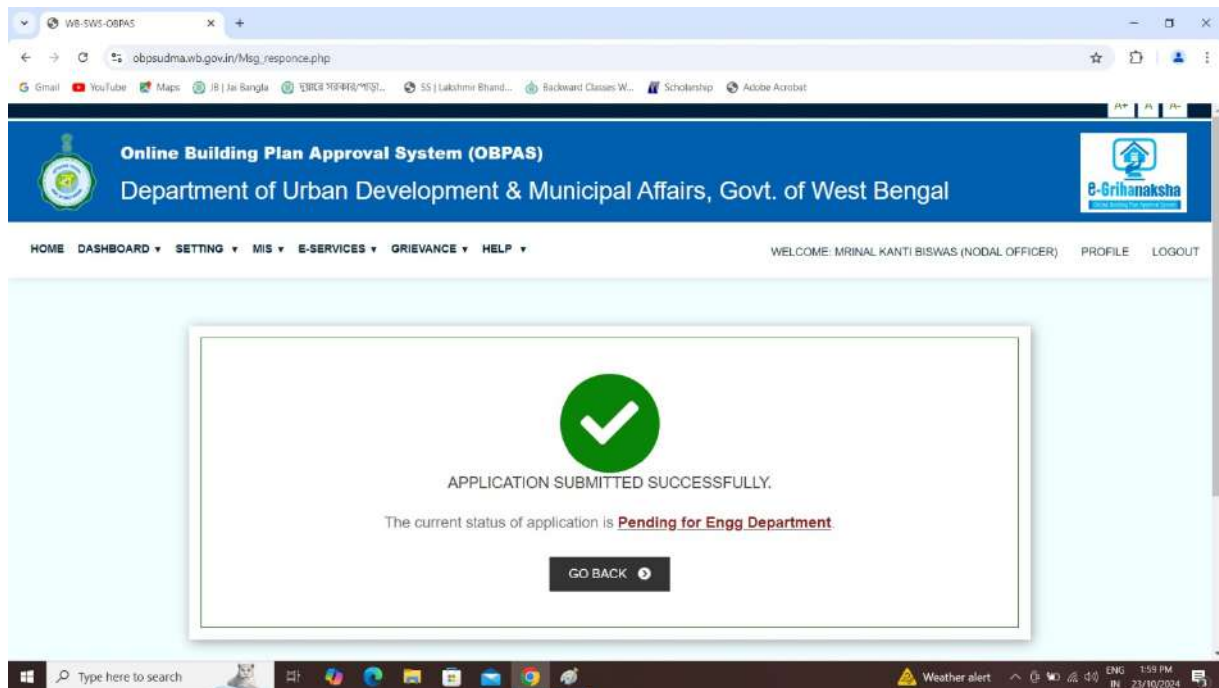 WB-SWS-OBPAS
obpsudma.wb.gov.in/Msg_responce.php
Gmail YouTube Maps JB | Jai Bangla দুয়ারে সরকার/পাড়া... SS | Lakshmir Bhand... Backward Classes W... Scholarship Adobe Acrobat
A+ A A-
Online Building Plan Approval System (OBPAS)
Department of Urban Development & Municipal Affairs, Govt. of West Bengal
e-Grihanaksha
HOME DASHBOARD SETTING MIS E-SERVICES GRIEVANCE HELP WELCOME: MRINAL KANTI BISWAS (NODAL OFFICER) PROFILE LOGOUT
APPLICATION SUBMITTED SUCCESSFULLY.
The current status of application is Pending for Engg Department.
GO BACK
Type here to search Weather alert ENG 1:59 PM
IN 23/10/2024